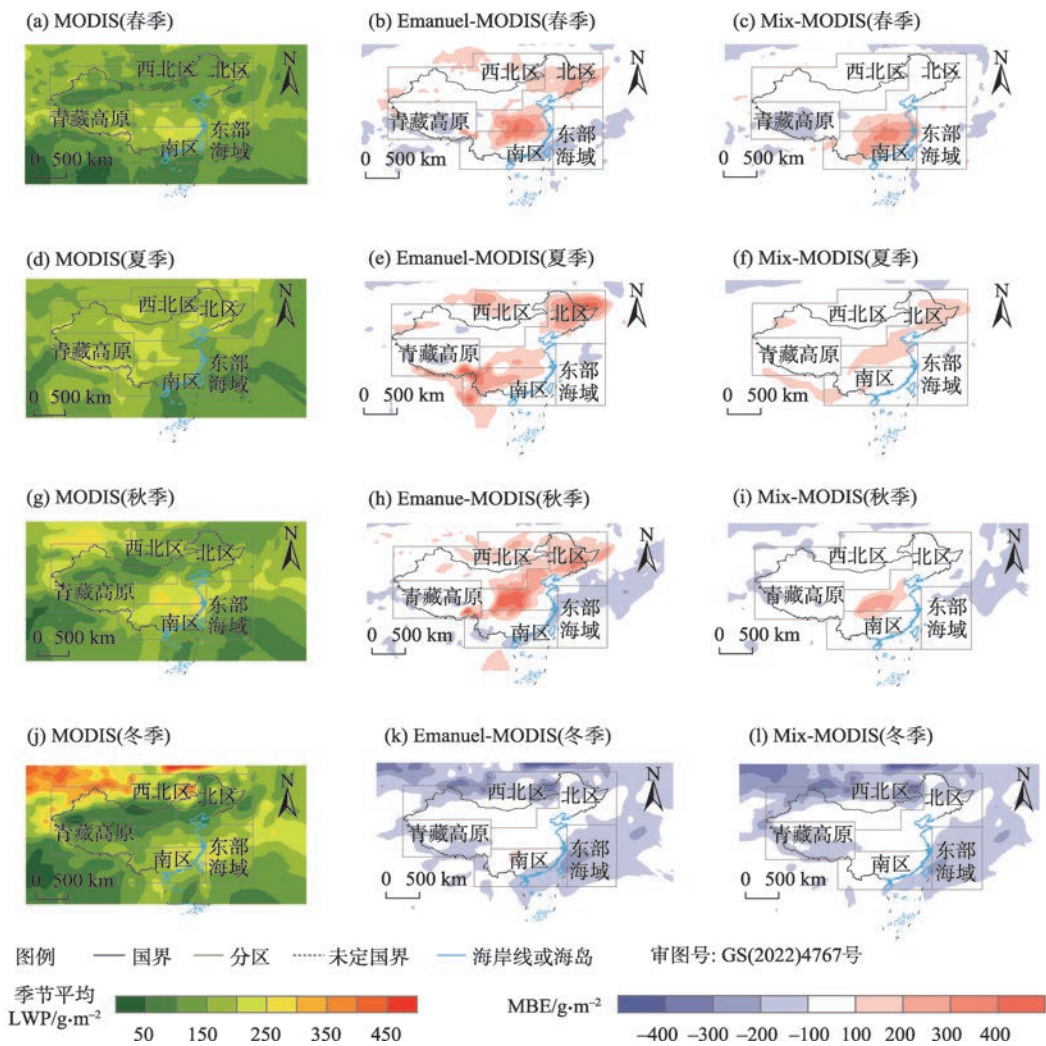 (a) MODIS(春季)
(b) Emanuel-MODIS(春季)
(c) Mix-MODIS(春季)
N
西北区
北区
青藏高原
东部
海域
南区
0 500 km
N
西北区
北区
青藏高原
东部
海域
南区
0 500 km
N
西北区
北区
青藏高原
东部
海域
南区
0 500 km
(d) MODIS(夏季)
(e) Emanuel-MODIS(夏季)
(f) Mix-MODIS(夏季)
N
西北区
北区
青藏高原
东部
海域
南区
0 500 km
N
西北区
北区
青藏高原
东部
海域
南区
0 500 km
N
西北区
北区
青藏高原
东部
海域
南区
0 500 km
(g) MODIS(秋季)
(h) Emanue-MODIS(秋季)
(i) Mix-MODIS(秋季)
N
西北区
北区
青藏高原
东部
海域
南区
0 500 km
N
西北区
北区
青藏高原
东部
海域
南区
0 500 km
N
西北区
北区
青藏高原
东部
海域
南区
0 500 km
(j) MODIS(冬季)
(k) Emanuel-MODIS(冬季)
(l) Mix-MODIS(冬季)
N
西北区
北区
青藏高原
东部
海域
南区
0 500 km
N
西北区
北区
青藏高原
东部
海域
南区
0 500 km
N
西北区
北区
青藏高原
东部
海域
南区
0 500 km
图例 国界 分区 未定国界 海岸线或海岛 审图号: GS(2022)4767号
季节平均
LWP/g·m⁻²
50 150 250 350 450
MBE/g·m⁻²
−400 −300 −200 −100 100 200 300 400